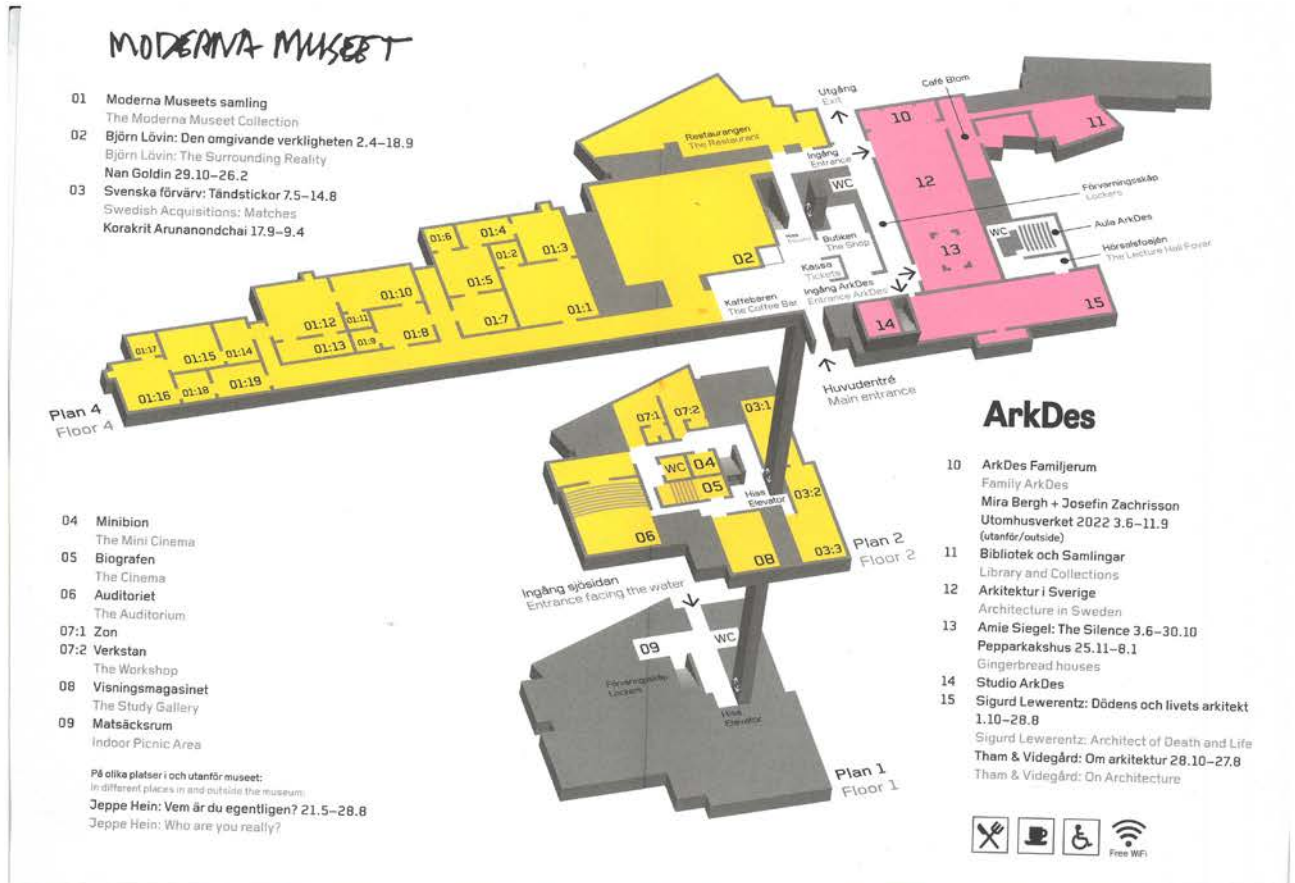 MODERNA MUSEET
01 Moderna Museets samling
The Moderna Museet Collection
02 Björn Lövin: Den omgivande verkligheten 2.4–18.9
Björn Lövin: The Surrounding Reality
Nan Goldin 29.10–26.2
03 Svenska förvärv: Tändstickor 7.5–14.8
Swedish Acquisitions: Matches
Korakrit Arunanondchai 17.9–9.4
Utgång
Exit
Café Blom
10
11
Restaurangen
The Restaurant
Ingång
Entrance
WC
12
Förvaringsskåp
Lockers
Aula ArkDes
WC
Hörsalsfoajén
The Lecture Hall Foyer
13
Hiss
Elevator
Butiken
The Shop
Kassa
Tickets
Ingång ArkDes
Entrance ArkDes
Kaffebaren
The Coffee Bar
02
14
15
01:6
01:4
01:2
01:3
01:5
01:10
01:1
01:7
01:12
01:11
01:8
01:9
01:13
01:17
01:15
01:14
01:16
01:18
01:19
Plan 4
Floor 4
Huvudentré
Main entrance
07:1
07:2
03:1
WC
04
05
Hiss
Elevator
03:2
06
08
03:3
Plan 2
Floor 2
Ingång sjösidan
Entrance facing the water
WC
09
Förvaringsskåp
Lockers
Hiss
Elevator
Plan 1
Floor 1
04 Minibion
The Mini Cinema
05 Biografen
The Cinema
06 Auditoriet
The Auditorium
07:1 Zon
07:2 Verkstan
The Workshop
08 Visningsmagasinet
The Study Gallery
09 Matsäcksrum
Indoor Picnic Area
På olika platser i och utanför museet:
In different places in and outside the museum:
Jeppe Hein: Vem är du egentligen? 21.5–28.8
Jeppe Hein: Who are you really?
ArkDes
10 ArkDes Familjerum
Family ArkDes
Mira Bergh + Josefin Zachrisson
Utomhusverket 2022 3.6–11.9
(utanför/outside)
11 Bibliotek och Samlingar
Library and Collections
12 Arkitektur i Sverige
Architecture in Sweden
13 Amie Siegel: The Silence 3.6–30.10
Pepparkakshus 25.11–8.1
Gingerbread houses
14 Studio ArkDes
15 Sigurd Lewerentz: Dödens och livets arkitekt
1.10–28.8
Sigurd Lewerentz: Architect of Death and Life
Tham & Videgård: Om arkitektur 28.10–27.8
Tham & Videgård: On Architecture
Free WiFi